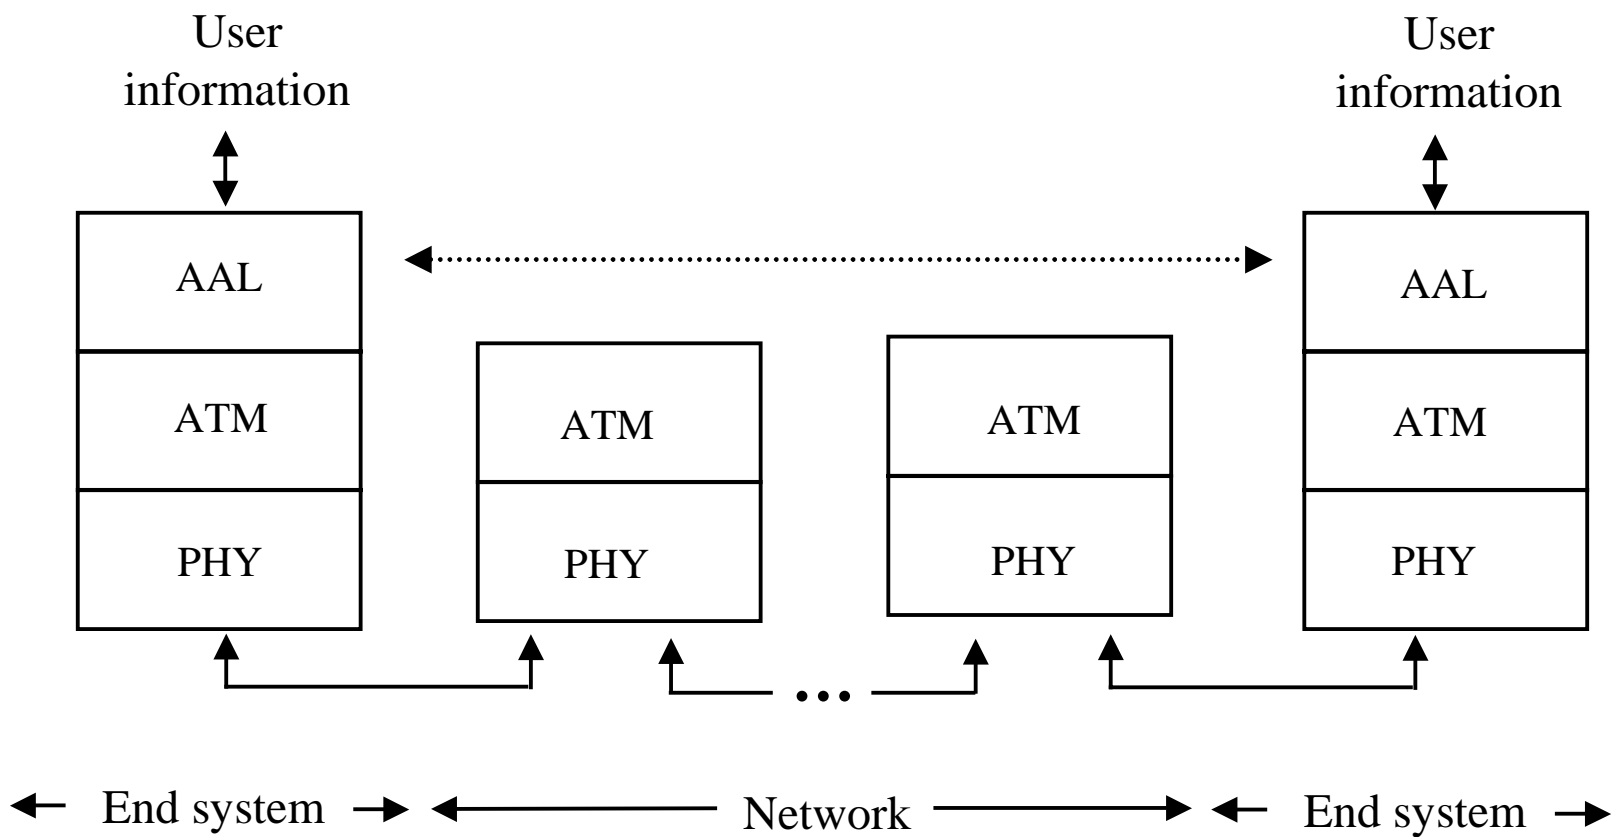 User
information
User
information
AAL
AAL
ATM
ATM
ATM
ATM
PHY
PHY
PHY
PHY
...
End system
Network
End system